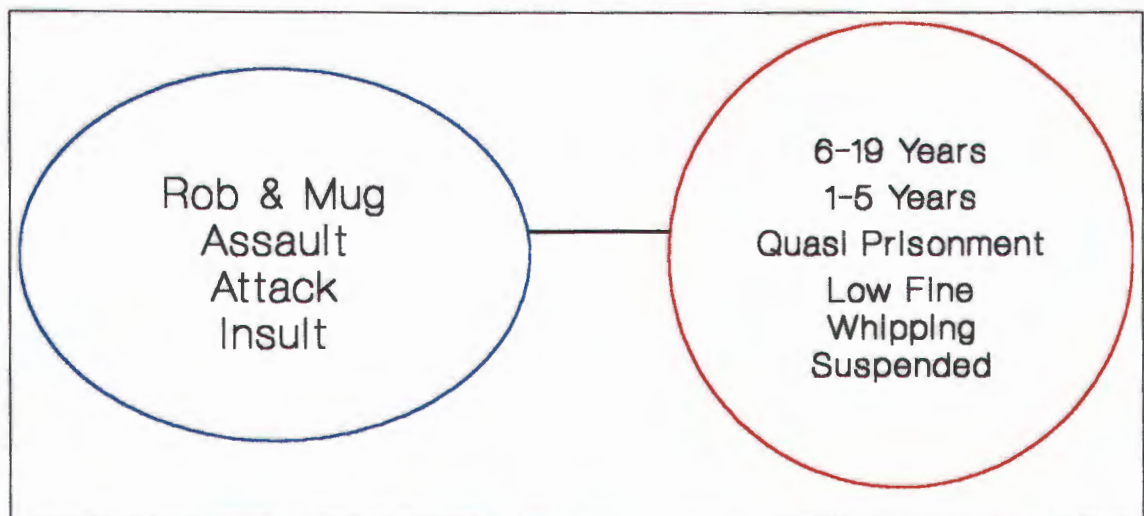 Rob & Mug
Assault
Attack
Insult
6-19 Years
1-5 Years
Quasi Prisonment
Low Fine
Whipping
Suspended